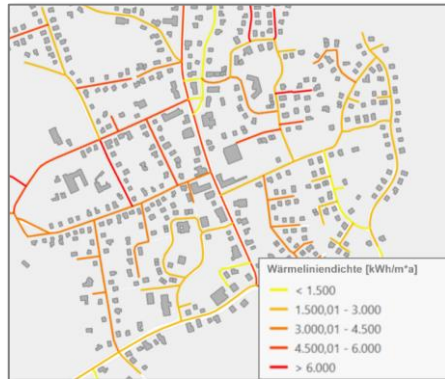 Wärmeliniendichte [kWh/m*a]
< 1.500
1.500,01 - 3.000
3.000,01 - 4.500
4.500,01 - 6.000
> 6.000